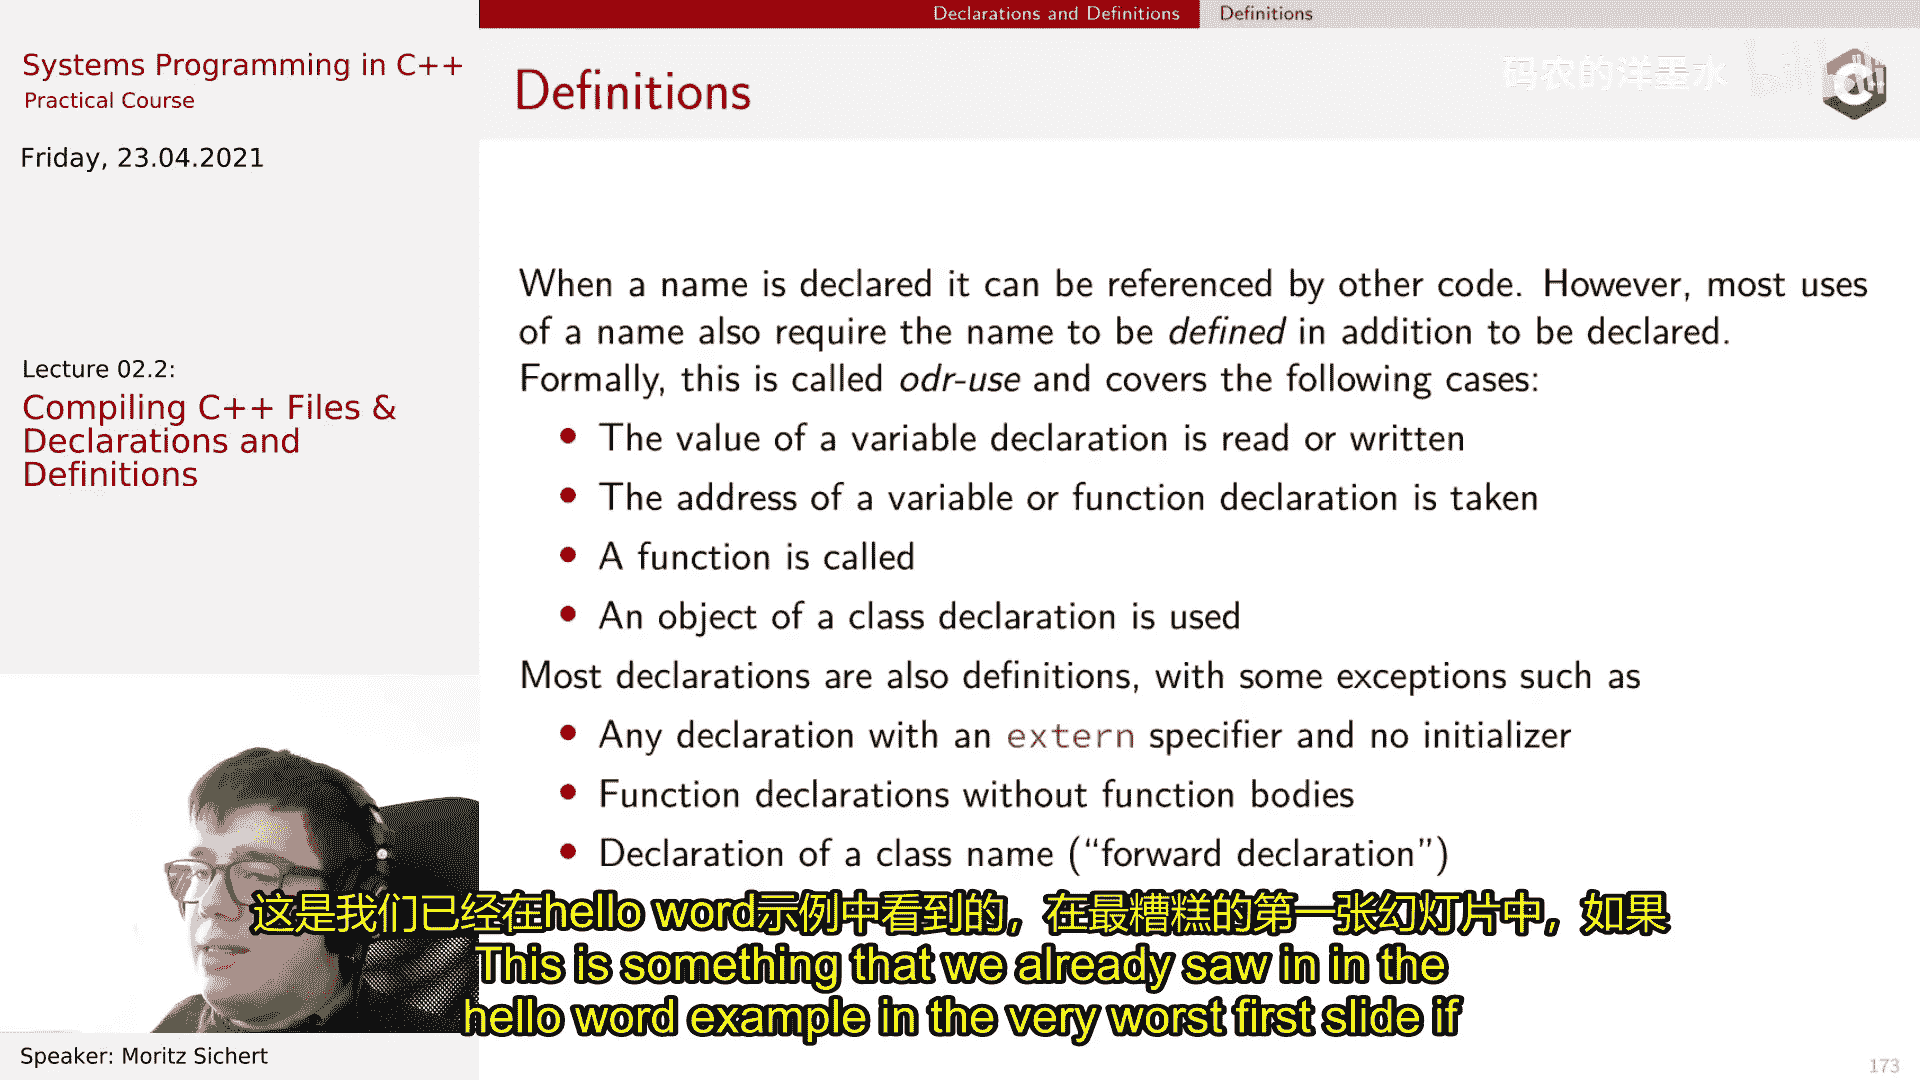 Declarations and Definitions
Definitions
Systems Programming in C++
Practical Course
Friday, 23.04.2021
Definitions
码农的洋墨水
When a name is declared it can be referenced by other code. However, most uses
of a name also require the name to be defined in addition to be declared.
Formally, this is called odr-use and covers the following cases:
• The value of a variable declaration is read or written
• The address of a variable or function declaration is taken
• A function is called
• An object of a class declaration is used
Most declarations are also definitions, with some exceptions such as
• Any declaration with an extern specifier and no initializer
• Function declarations without function bodies
• Declaration of a class name (“forward declaration”)
Lecture 02.2:
Compiling C++ Files &
Declarations and
Definitions
这是我们已经在hello word示例中看到的，在最糟糕的第一张幻灯片中，如果
This is something that we already saw in in the
hello word example in the very worst first slide if
Speaker: Moritz Sichert
173